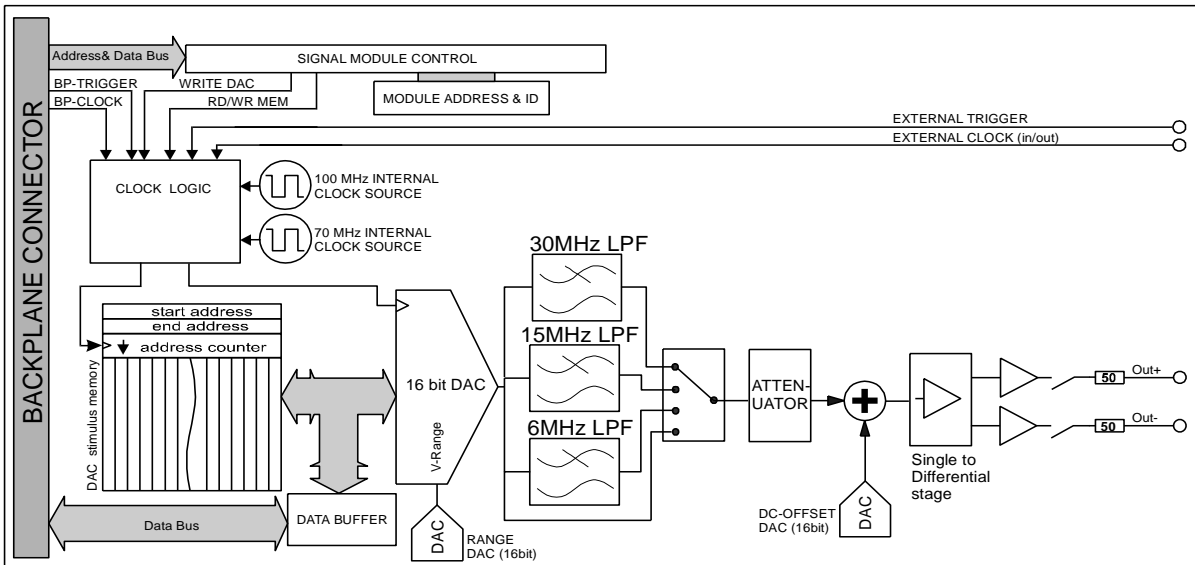 BACKPLANE CONNECTOR
Address& Data Bus
SIGNAL MODULE CONTROL
BP-TRIGGER
WRITE DAC
BP-CLOCK
RD/WR MEM
MODULE ADDRESS & ID
EXTERNAL TRIGGER
EXTERNAL CLOCK (in/out)
CLOCK LOGIC
100 MHz INTERNAL
CLOCK SOURCE
70 MHz INTERNAL
CLOCK SOURCE
30MHz LPF
15MHz LPF
6MHz LPF
start address
end address
address counter
DAC stimulus memory
16 bit DAC
V-Range
ATTEN-
UATOR
Out+
50
Out-
50
Single to
Differential
stage
Data Bus
DATA BUFFER
DAC
RANGE
DAC (16bit)
DC-OFFSET
DAC (16bit)
DAC